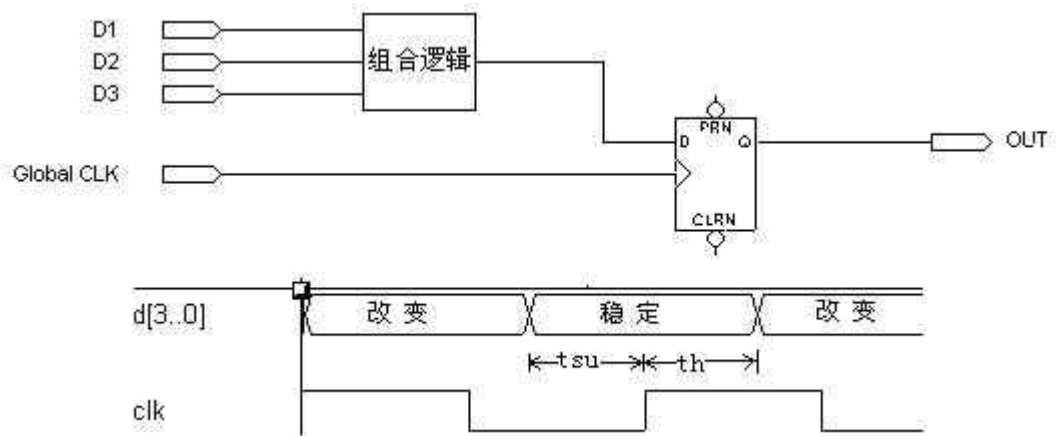 D1
D2
组合逻辑
D3
PRN
D Q
OUT
Global CLK
CLRN
d[3..0]
改变 稳定 改变
tsu th
clk